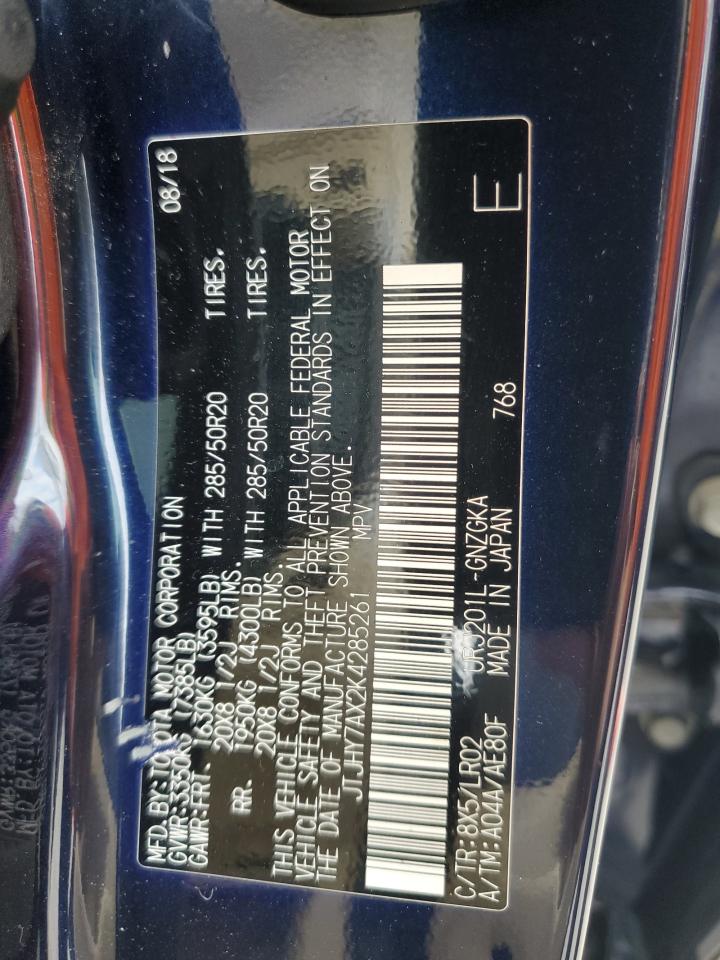 MFD.BY:TOYOTA MOTOR CORPORATION 08/18
GVWR:3350KG (7385LB)
GAWR:FRT. 1630KG (3595LB) WITH 285/50R20 TIRES.
20X8 1/2J RIMS.
RR. 1950KG (4300LB) WITH 285/50R20 TIRES.
20X8 1/2J RIMS.
THIS VEHICLE CONFORMS TO ALL APPLICABLE FEDERAL MOTOR
VEHICLE SAFETY AND THEFT PREVENTION STANDARDS IN EFFECT ON
THE DATE OF MANUFACTURE SHOWN ABOVE.
JTJHY7AX2K4285261 MPV
C/TR:8X5/LR02 URJ201L-GNZGKA E
A/TM:A04A/AE80F MADE IN JAPAN 768